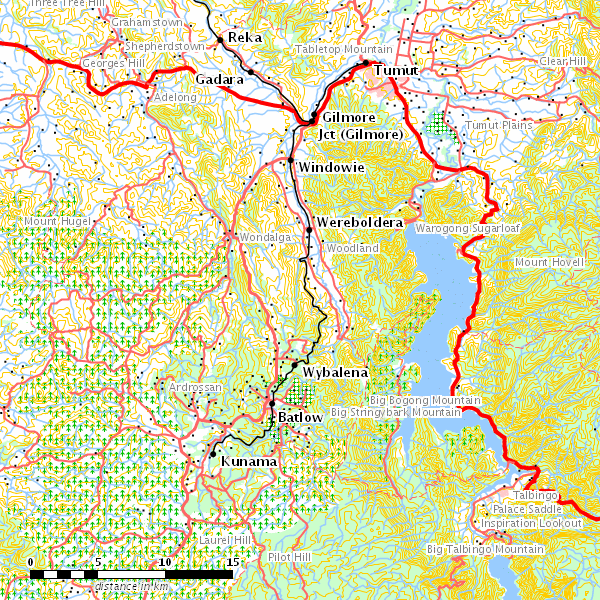 Three Tree Hill
Grahamstown
Reka
Shepherdstown
Tabletop Mountain
Georges Hill
Gadara
Tumut
Clear Hill
Adelong
Gilmore
Jct (Gilmore)
Tumut Plains
Windowie
Mount Hugel
Wereboldera
Warogong Sugarloaf
Wondalga
Woodland
Mount Hovell
Wybalena
Ardrossan
Big Bogong Mountain
Batlow
Big Stringybark Mountain
Kunama
Talbingo
Palace Saddle
Inspiration Lookout
Laurel Hill
Big Talbingo Mountain
Pilot Hill
0 5 10 15
distance in km